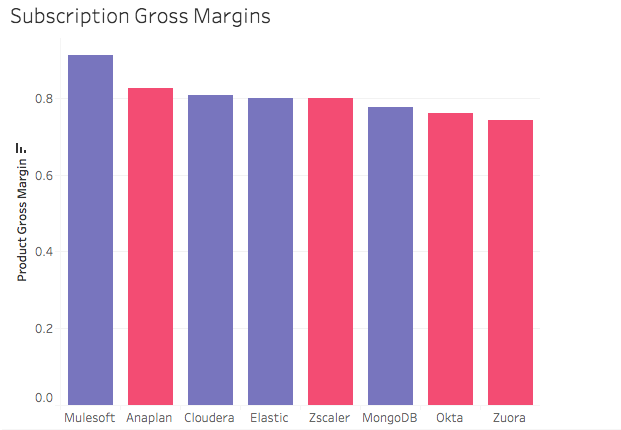 Subscription Gross Margins
Product Gross Margin
0.8
0.6
0.4
0.2
0.0
Mulesoft Anaplan Cloudera Elastic Zscaler MongoDB Okta Zuora